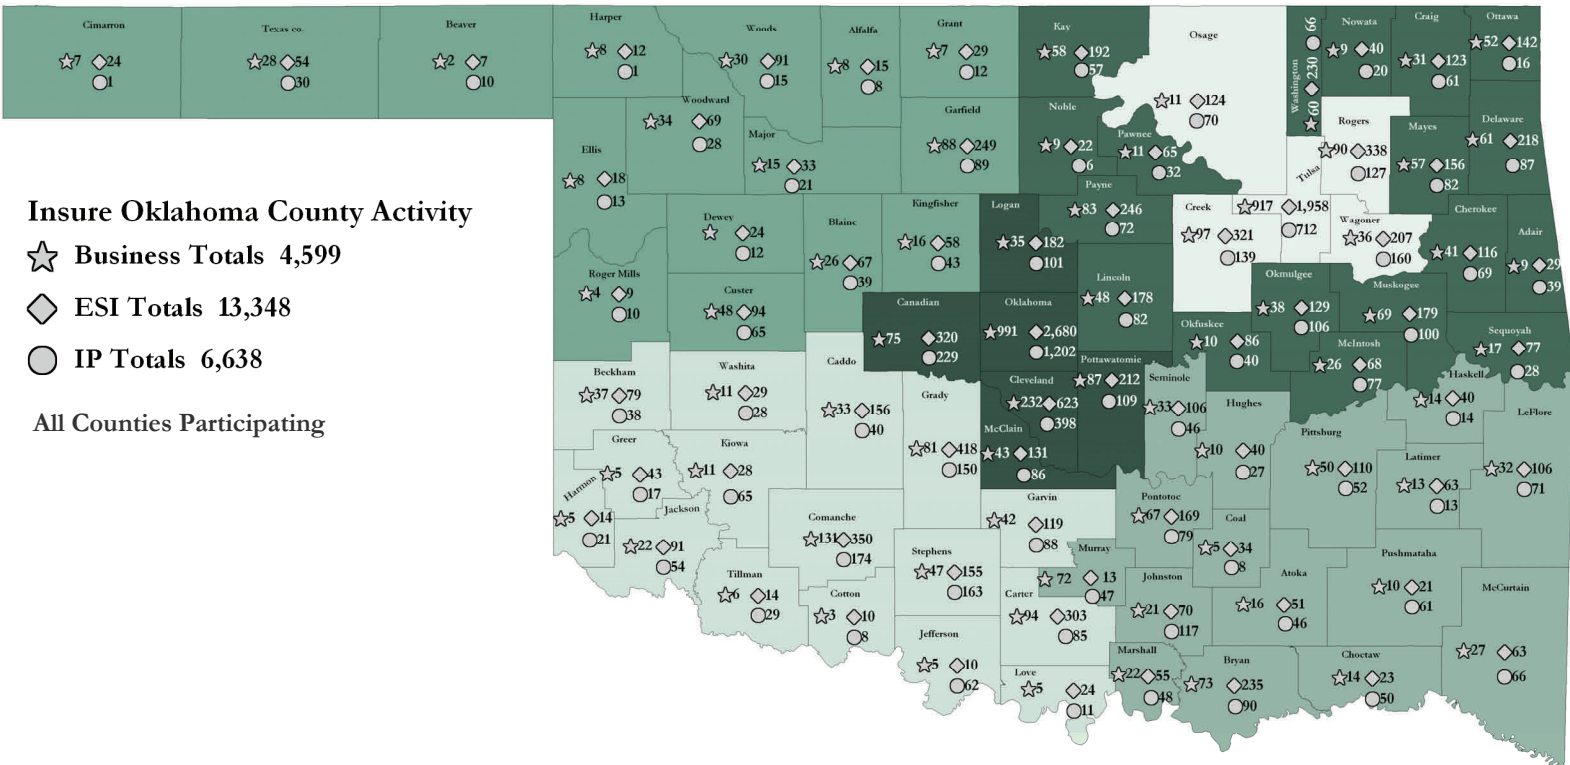 Insure Oklahoma County Activity
Business Totals 4,599
ESI Totals 13,348
IP Totals 6,638
All Counties Participating
Cimarron
7 24
1
Texas co.
28 54
30
Beaver
2 7
10
Harper
8 12
1
Woods
30 91
15
Alfalfa
8 15
8
Grant
7 29
12
Kay
58 192
57
Osage
11 124
70
Washington
60 230 66
Nowata
9 40
20
Craig
31 123
61
Ottawa
52 142
16
Woodward
34 69
28
Major
15 33
21
Garfield
88 249
89
Noble
9 22
6
Pawnee
11 65
32
Rogers
90 338
127
Mayes
57 156
82
Delaware
61 218
87
Ellis
8 18
13
Dewey
24
12
Blaine
26 67
39
Kingfisher
16 58
43
Logan
35 182
101
Payne
83 246
72
Creek
97 321
139
Tulsa
917 1,958
712
Wagoner
36 207
160
Cherokee
41 116
69
Adair
9 29
39
Roger Mills
4 9
10
Custer
48 94
65
Canadian
75 320
229
Oklahoma
991 2,680
1,202
Lincoln
48 178
82
Okmulgee
38 129
106
Muskogee
69 179
100
Okfuskee
10 86
40
McIntosh
26 68
77
Sequoyah
17 77
28
Beckham
37 79
38
Washita
11 29
28
Caddo
33 156
40
Grady
81 418
150
Cleveland
232 623
398
Pottawatomie
87 212
109
McClain
43 131
86
Seminole
33 106
46
Hughes
10 40
27
Haskell
14 40
14
LeFlore
32 106
71
Pittsburg
50 110
52
Latimer
13 63
13
Greer
5 43
17
Kiowa
11 28
65
Harmon
5 14
21
Jackson
22 91
54
Comanche
131 350
174
Garvin
42 119
88
Pontotoc
67 169
79
Coal
5 34
8
Pushmataha
10 21
61
McCurtain
27 63
66
Tillman
6 14
29
Cotton
3 10
8
Stephens
47 155
163
Murray
72 13
47
Carter
94 303
85
Johnston
21 70
117
Atoka
16 51
46
Jefferson
5 10
62
Love
5 24
11
Marshall
22 55
48
Bryan
73 235
90
Choctaw
14 23
50